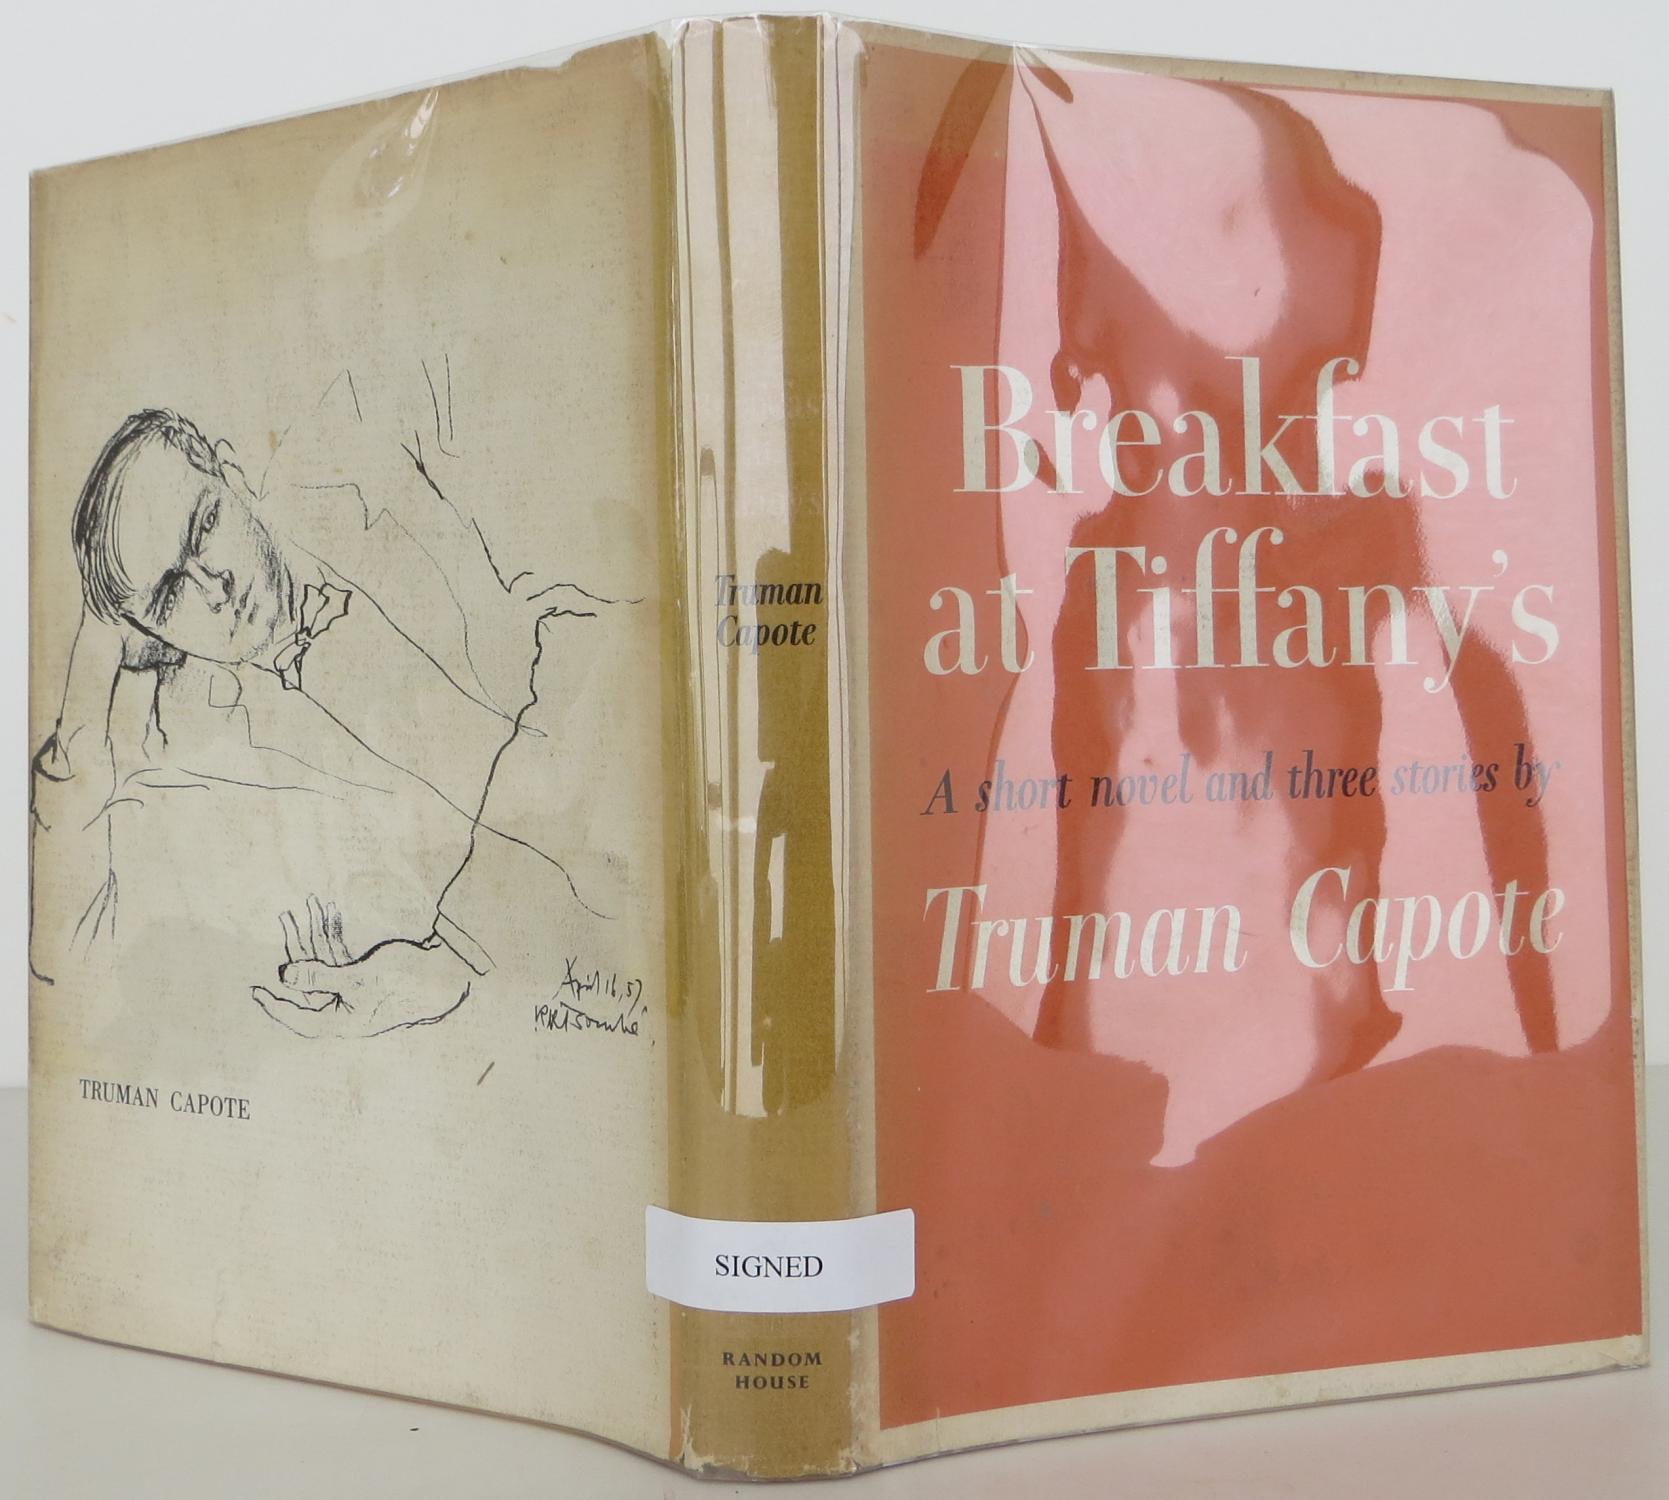 Breakfast
at Tiffany's
A short novel and three stories by
Truman Capote
Truman
Capote
SIGNED
RANDOM
HOUSE
April 16, 57
TRUMAN CAPOTE